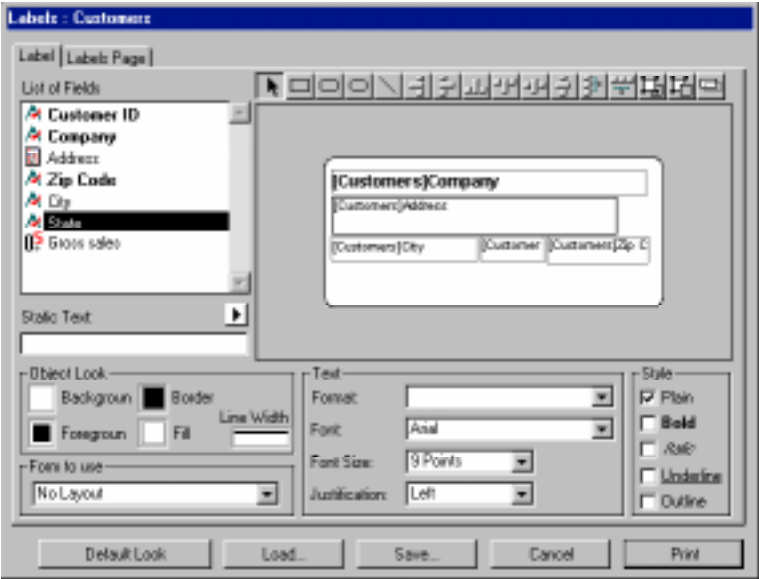 Labels : Customers
Label
Labels Page
List of Fields
Customer ID
Company
Address
Zip Code
City
State
Gross sales
[Customers]Company
[Customers]Address
[Customers]City
[Customer
[Customers]Zip C
Static Text
Object Look
Backgroun
Border
Foregroun
Fill
Line Width
Form to use
No Layout
Text
Format:
Font:
Arial
Font Size:
9 Points
Justification:
Left
Style
Plain
Bold
Italic
Underline
Outline
Default Look
Load...
Save...
Cancel
Print